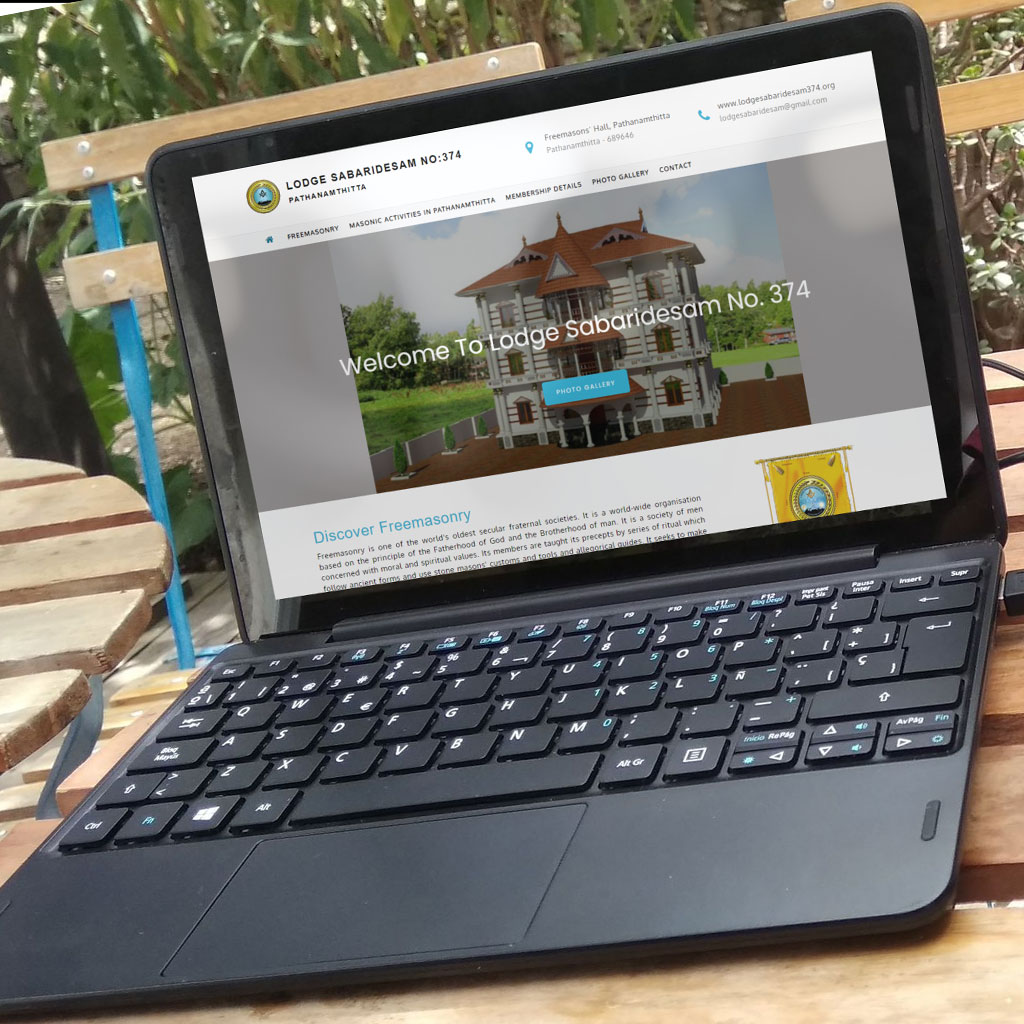 LODGE SABARIDESAM NO:374
PATHANAMTHITTA
Freemasons' Hall, Pathanamthitta
Pathanamthitta - 689646
www.lodgesabaridesam374.org
lodgesabaridesam@gmail.com
FREEMASONRY MASONIC ACTIVITIES IN PATHANAMTHITTA MEMBERSHIP DETAILS PHOTO GALLERY CONTACT
Welcome To Lodge Sabaridesam No. 374
PHOTO GALLERY
Discover Freemasonry
Freemasonry is one of the world's oldest secular fraternal societies. It is a world-wide organisation
based on the principle of the Fatherhood of God and the Brotherhood of man. It is a society of men
concerned with moral and spiritual values. Its members are taught its precepts by series of ritual which
follow ancient forms and use stone masons' customs and tools and allegorical guides. It seeks to make
Esc F1 F2 F3 F4 F5 F6 F7 F8 F9 F10 F11 Bloq Num F12 Bloq Despl Impr pant Pet Sis Pausa Inter Insert Supr
Q W E € R T Y U 4 I 5 O 6 P * Ñ Ç
Bloq Mayús A S D F G H J 1 K 2 L 3
Z X C V B N M 0
Ctrl Fn Alt Alt Gr Inicio RePág AvPág Fin